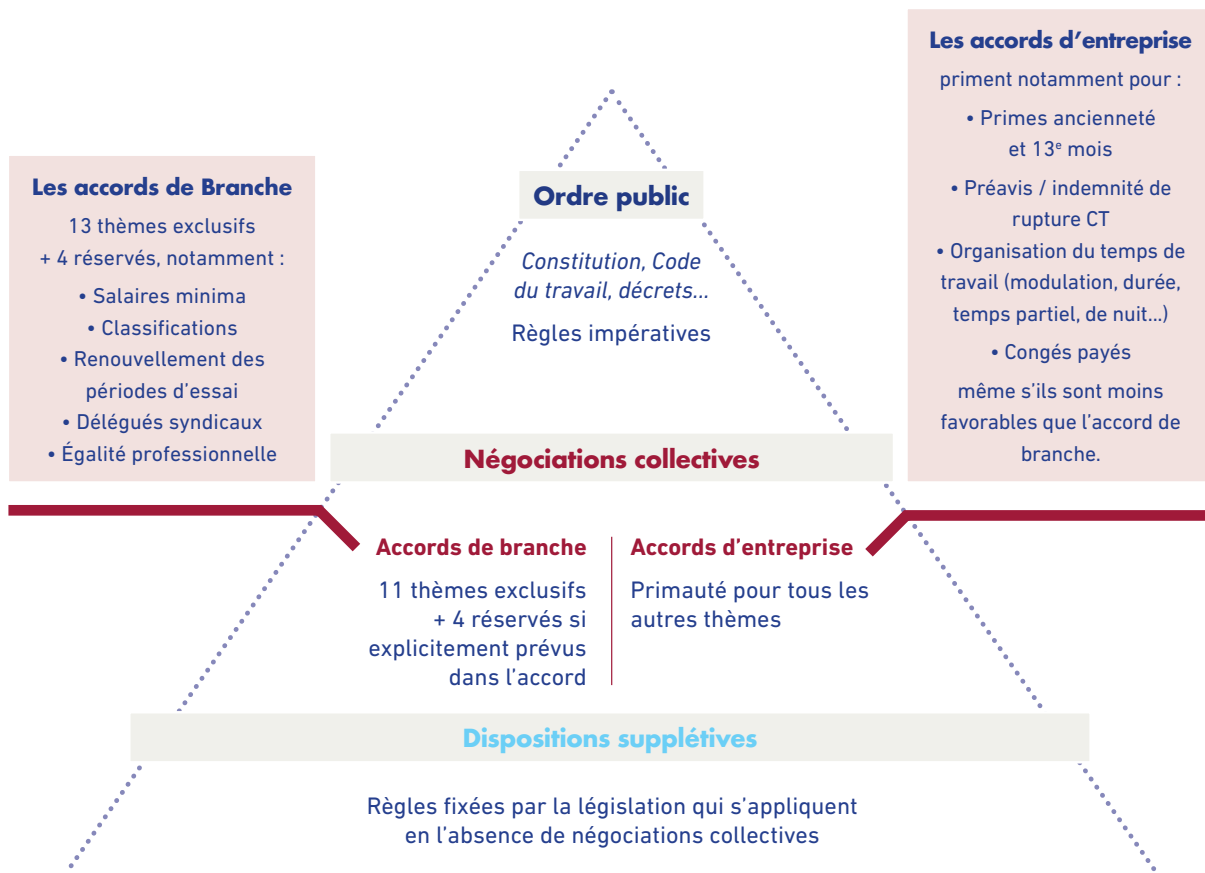 Les accords de Branche
13 thèmes exclusifs
+ 4 réservés, notamment :
• Salaires minima
• Classifications
• Renouvellement des
périodes d'essai
• Délégués syndicaux
• Égalité professionnelle
Ordre public
Constitution, Code
du travail, décrets...
Règles impératives
Les accords d'entreprise
priment notamment pour :
• Primes ancienneté
et 13e mois
• Préavis / indemnité de
rupture CT
• Organisation du temps de
travail (modulation, durée,
temps partiel, de nuit...)
• Congés payés
même s'ils sont moins
favorables que l'accord de
branche.
Négociations collectives
Accords de branche
11 thèmes exclusifs
+ 4 réservés si
explicitement prévus
dans l'accord
Accords d'entreprise
Primauté pour tous les
autres thèmes
Dispositions supplétives
Règles fixées par la législation qui s'appliquent
en l'absence de négociations collectives